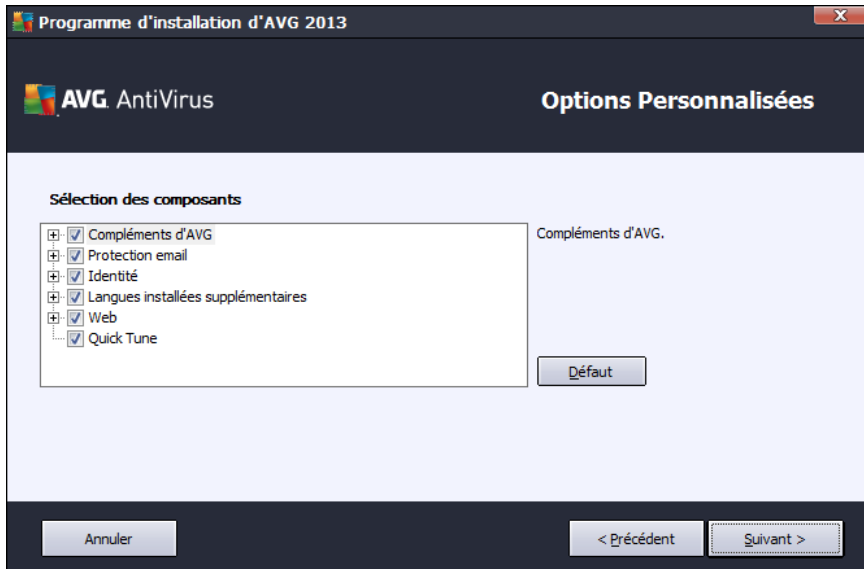 Programme d'installation d'AVG 2013
AVG. AntiVirus
Options Personnalisées
Sélection des composants
Compléments d'AVG
Protection email
Identité
Langues installées supplémentaires
Web
Quick Tune
Compléments d'AVG.
Défaut
Annuler
< Précédent
Suivant >